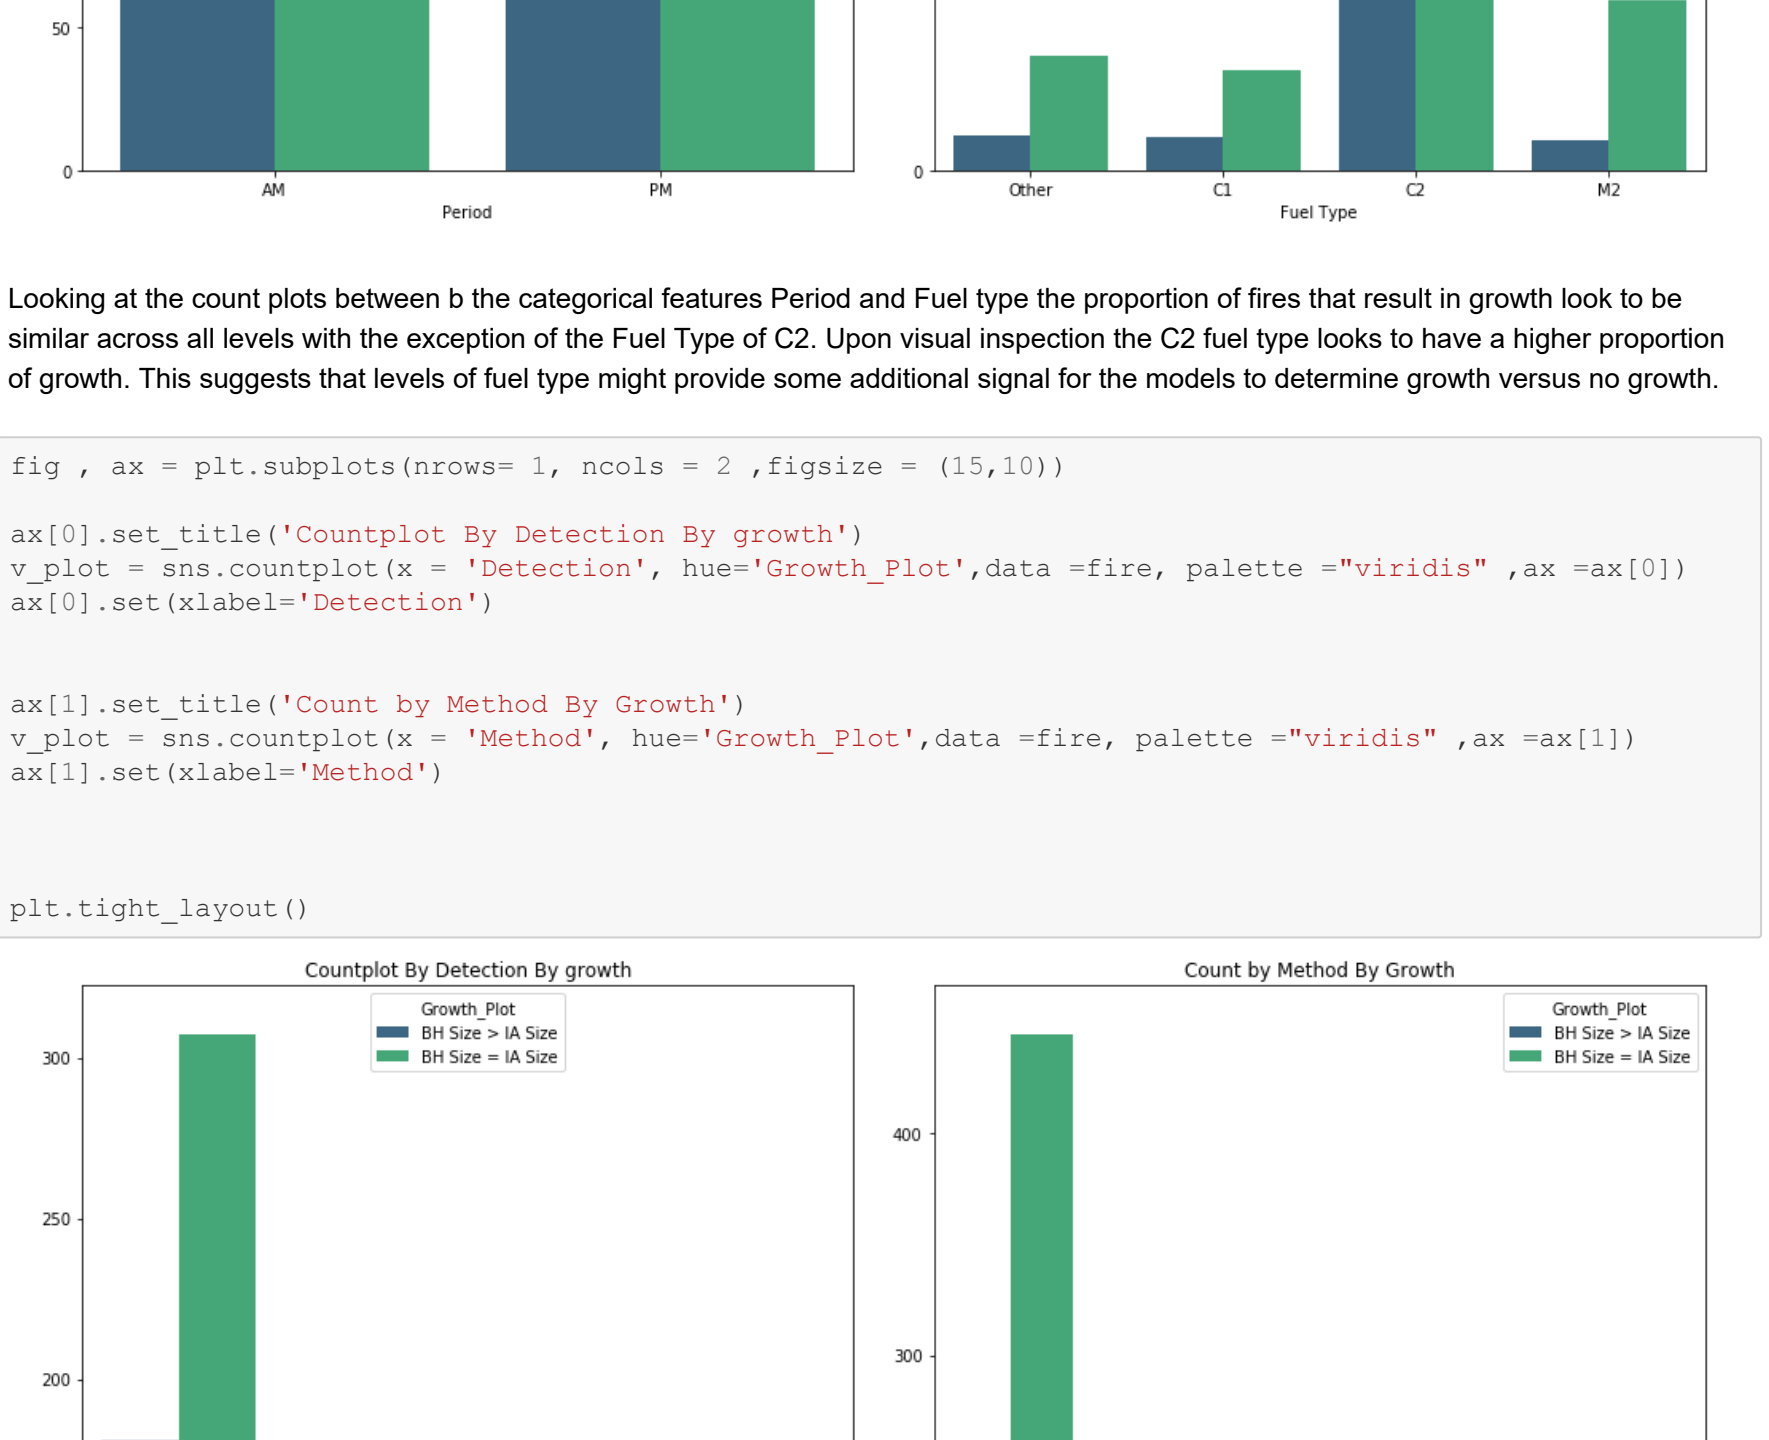 50
0
AM
PM
Period
0
Other
C1
C2
M2
Fuel Type
Looking at the count plots between b the categorical features Period and Fuel type the proportion of fires that result in growth look to be
similar across all levels with the exception of the Fuel Type of C2. Upon visual inspection the C2 fuel type looks to have a higher proportion
of growth. This suggests that levels of fuel type might provide some additional signal for the models to determine growth versus no growth.
fig , ax = plt.subplots(nrows= 1, ncols = 2 ,figsize = (15,10))
ax[0].set_title('Countplot By Detection By growth')
v_plot = sns.countplot(x = 'Detection', hue='Growth_Plot',data =fire, palette ="viridis" ,ax =ax[0])
ax[0].set(xlabel='Detection')
ax[1].set_title('Count by Method By Growth')
v_plot = sns.countplot(x = 'Method', hue='Growth_Plot',data =fire, palette ="viridis" ,ax =ax[1])
ax[1].set(xlabel='Method')
plt.tight_layout()
Countplot By Detection By growth
Growth_Plot
BH Size > IA Size
BH Size = IA Size
300
250
200
Count by Method By Growth
Growth_Plot
BH Size > IA Size
BH Size = IA Size
400
300